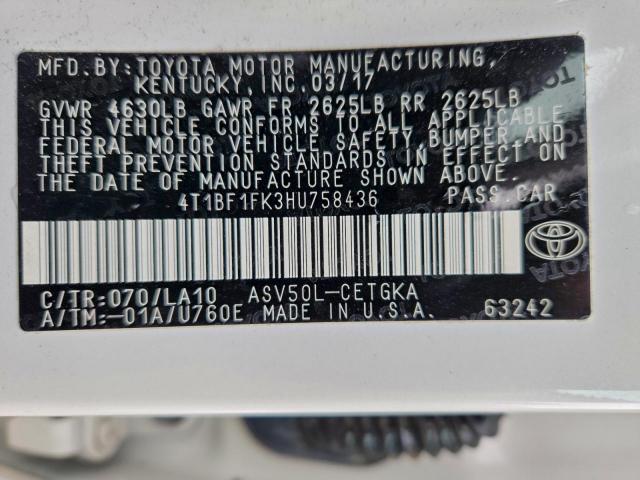 MFD. BY: TOYOTA MOTOR MANUFACTURING,
KENTUCKY, INC. 03/17
GVWR 4630LB GAWR FR 2625LB RR 2625LB
THIS VEHICLE CONFORMS TO ALL APPLICABLE
FEDERAL MOTOR VEHICLE SAFETY, BUMPER, AND
THEFT PREVENTION STANDARDS IN EFFECT ON
THE DATE OF MANUFACTURE SHOWN ABOVE.
4T1BF1FK3HU758436 PASS. CAR
TOYOTA
C/TR: 070/LA10 ASV50L-CETGKA
A/TM: -01A/U760E MADE IN U.S.A. 63242